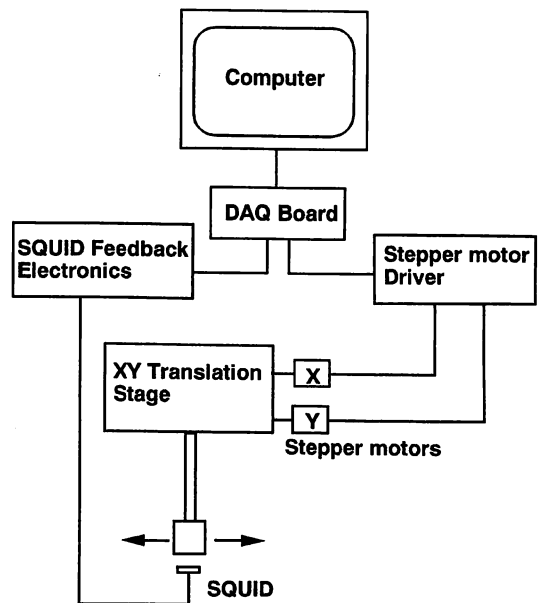 Computer
DAQ Board
SQUID Feedback
Electronics
Stepper motor
Driver
XY Translation
Stage
X
Y
Stepper motors
SQUID